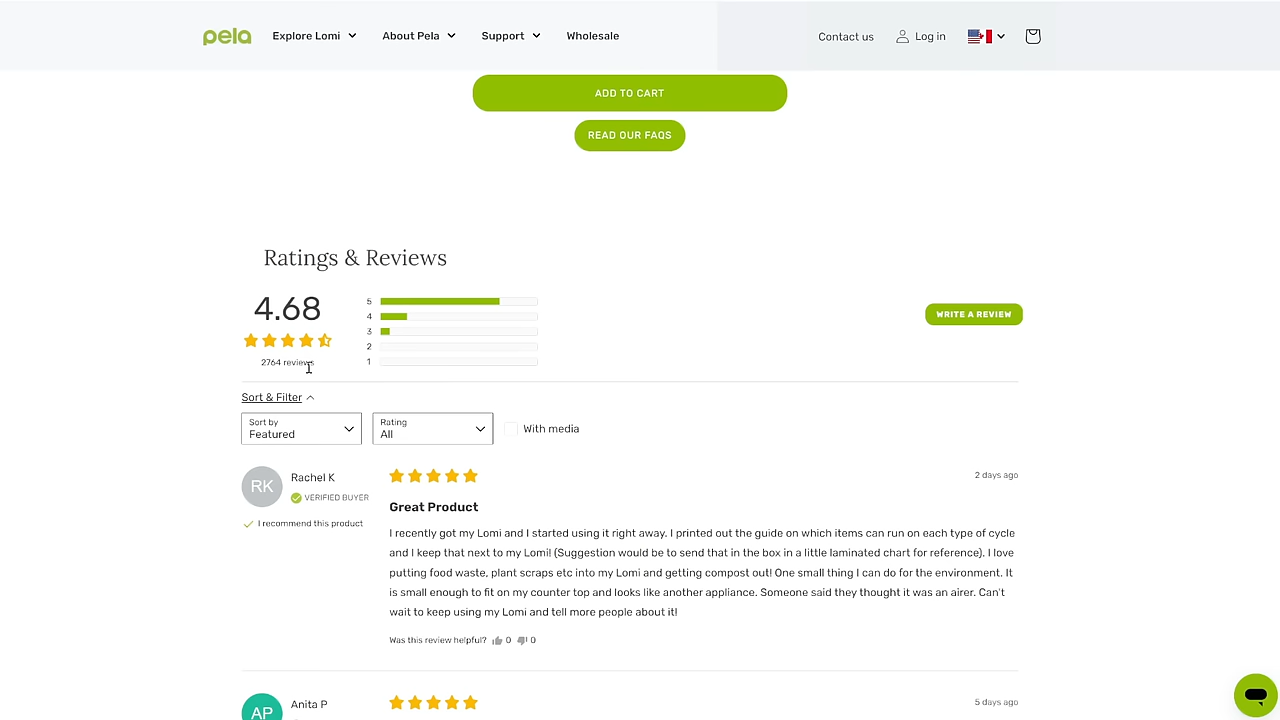 pela
Explore Lomi
About Pela
Support
Wholesale
Contact us
Log in
ADD TO CART
READ OUR FAQS
Ratings & Reviews
4.68
2764 reviews
5
4
3
2
1
WRITE A REVIEW
Sort & Filter
Sort by
Featured
Rating
All
With media
RK
Rachel K
VERIFIED BUYER
I recommend this product
2 days ago
Great Product
I recently got my Lomi and I started using it right away. I printed out the guide on which items can run on each type of cycle
and I keep that next to my Lomi! (Suggestion would be to send that in the box in a little laminated chart for reference). I love
putting food waste, plant scraps etc into my Lomi and getting compost out! One small thing I can do for the environment. It
is small enough to fit on my counter top and looks like another appliance. Someone said they thought it was an airer. Can't
wait to keep using my Lomi and tell more people about it!
Was this review helpful? 0 0
AP
Anita P
5 days ago